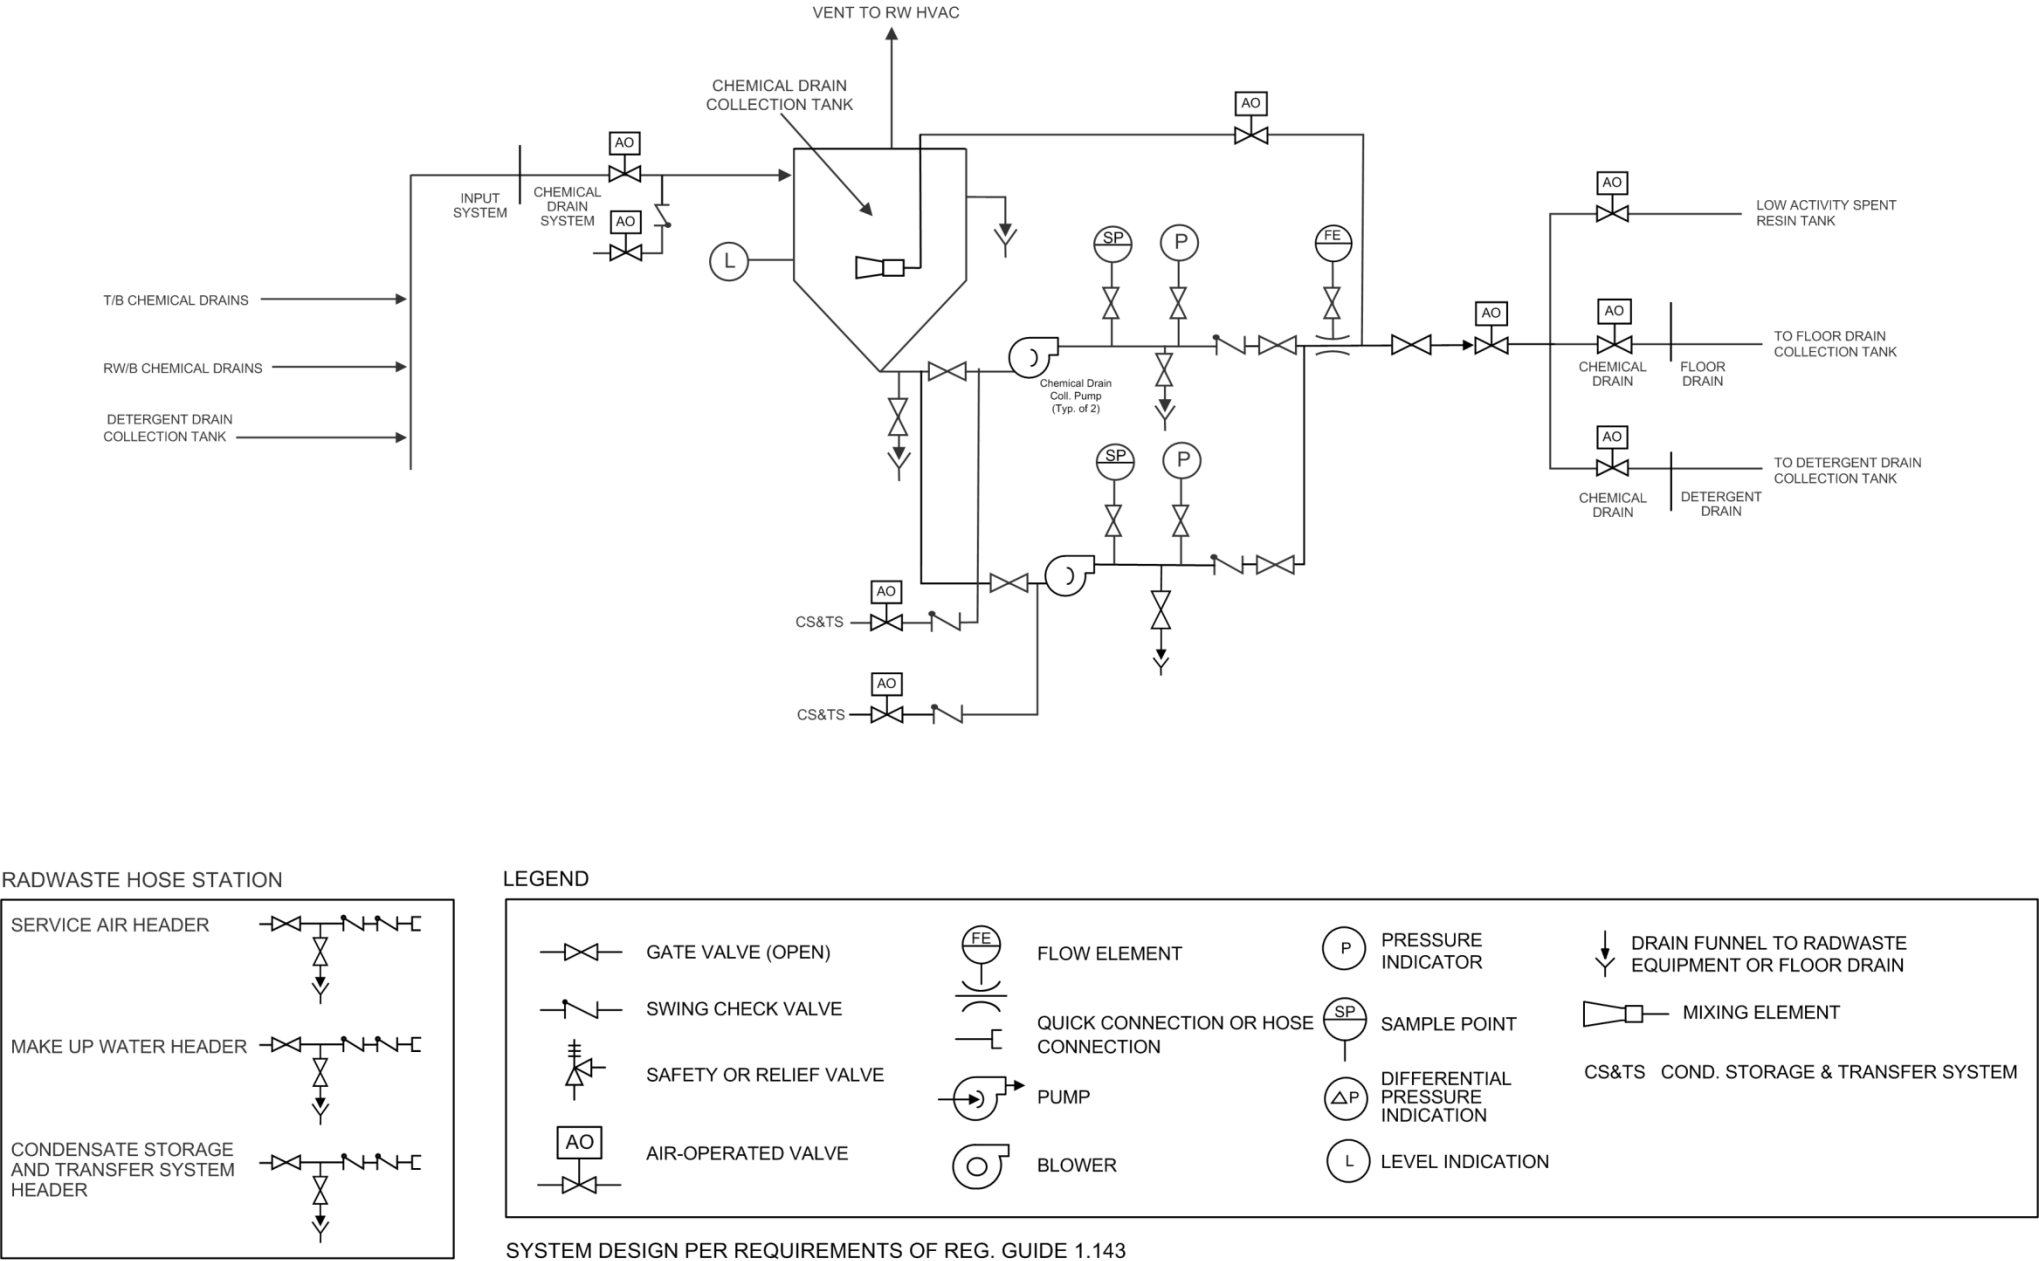 VENT TO RW HVAC
CHEMICAL DRAIN
COLLECTION TANK
AO
AO
INPUT
SYSTEM
CHEMICAL
DRAIN
SYSTEM
AO
L
SP
P
FE
AO
LOW ACTIVITY SPENT
RESIN TANK
T/B CHEMICAL DRAINS
RW/B CHEMICAL DRAINS
DETERGENT DRAIN
COLLECTION TANK
Chemical Drain
Coll. Pump
(Typ. of 2)
AO
AO
TO FLOOR DRAIN
COLLECTION TANK
CHEMICAL
DRAIN
FLOOR
DRAIN
SP
P
AO
TO DETERGENT DRAIN
COLLECTION TANK
CHEMICAL
DRAIN
DETERGENT
DRAIN
AO
CS&TS
AO
CS&TS
RADWASTE HOSE STATION
SERVICE AIR HEADER
MAKE UP WATER HEADER
CONDENSATE STORAGE
AND TRANSFER SYSTEM
HEADER
LEGEND
GATE VALVE (OPEN)
SWING CHECK VALVE
SAFETY OR RELIEF VALVE
AO
AIR-OPERATED VALVE
FE
FLOW ELEMENT
QUICK CONNECTION OR HOSE
CONNECTION
PUMP
BLOWER
P
PRESSURE
INDICATOR
SP
SAMPLE POINT
△P
DIFFERENTIAL
PRESSURE
INDICATION
L
LEVEL INDICATION
DRAIN FUNNEL TO RADWASTE
EQUIPMENT OR FLOOR DRAIN
MIXING ELEMENT
CS&TS COND. STORAGE & TRANSFER SYSTEM
SYSTEM DESIGN PER REQUIREMENTS OF REG. GUIDE 1.143